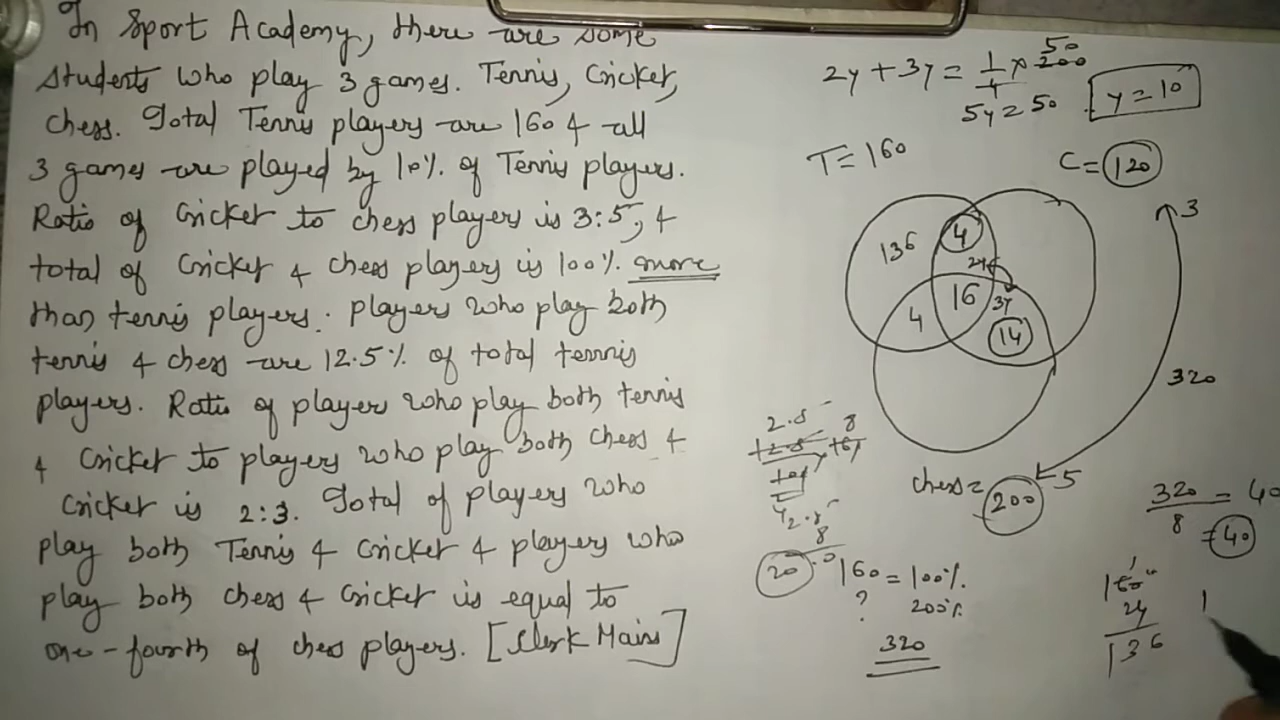 In Sport Academy, there are some
students who play 3 games. Tennis, Cricket,
chess. Total Tennis players are 160 & all
3 games are played by 10% of Tennis players.
Ratio of Cricket to chess players is 3:5, &
total of Cricket & chess players is 100% more
than tennis players. Players who play both
tennis & chess are 12.5% of total tennis
players. Ratio of players who play both tennis
& Cricket to players who play both chess &
Cricket is 2:3. Total of players who
play both Tennis & Cricket & players who
play both chess & Cricket is equal to
one-fourth of chess players. [Clerk Mains]
2y + 3y = 1/4 × 200
50
5y = 50
y = 10
T = 160
C = 120
3
136
4
16
3y
4
14
320
chess = 200
5
2.5
8
20
160 = 100%
? 200%
320
320/8 = 40
= 40
160
24
136